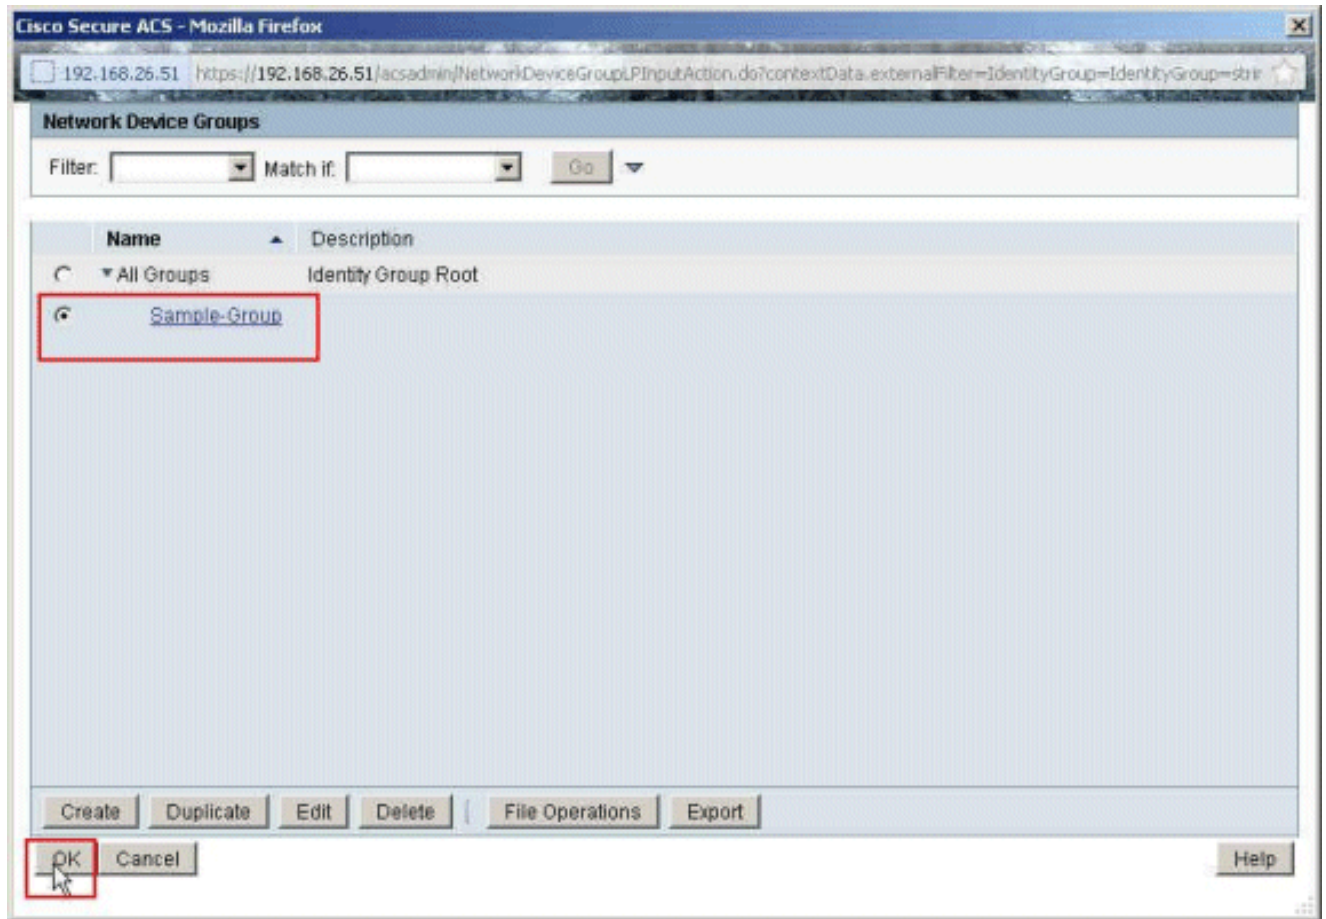 Cisco Secure ACS - Mozilla Firefox
192.168.26.51 https://192.168.26.51/acsadmin/NetworkDeviceGroupLPInputAction.do?contextData.externalFilter=IdentityGroup=IdentityGroup=strir
Network Device Groups
Filter: Match if: Go
Name Description
All Groups Identity Group Root
Sample-Group
Create Duplicate Edit Delete | File Operations Export
OK Cancel Help